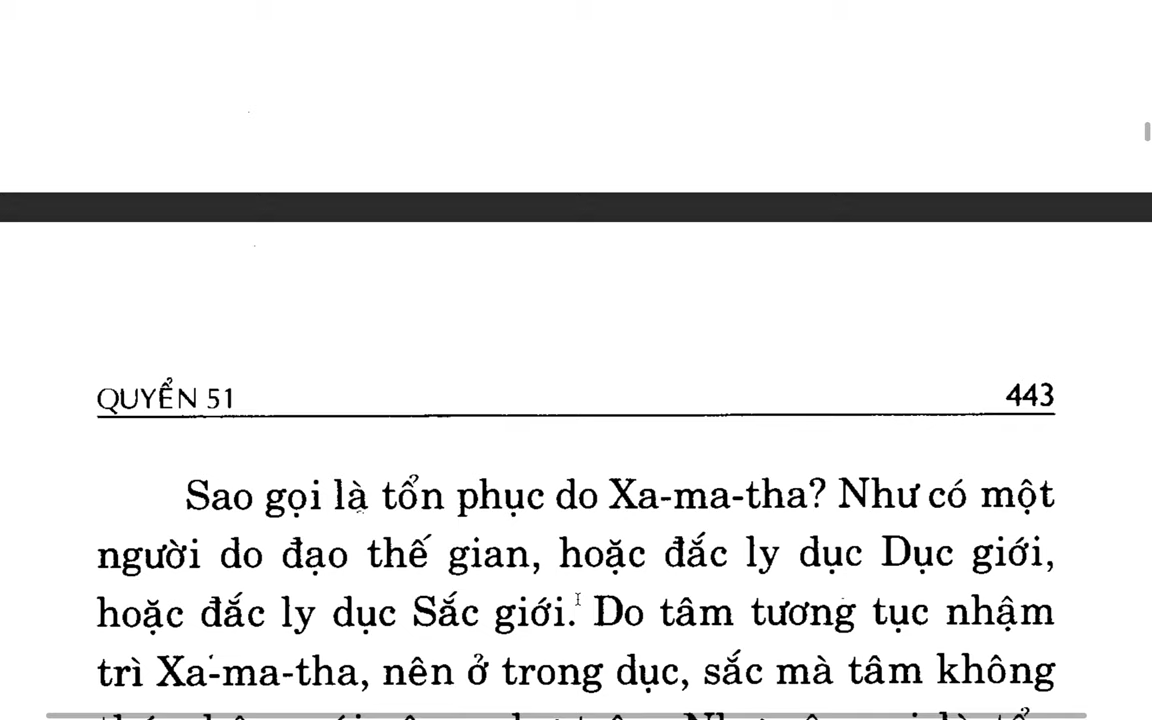 QUYỂN 51 443
Sao gọi là tổn phục do Xa-ma-tha? Như có một
người do đạo thế gian, hoặc đắc ly dục Dục giới,
hoặc đắc ly dục Sắc giới. Do tâm tương tục nhậm
trì Xa-ma-tha, nên ở trong dục, sắc mà tâm không